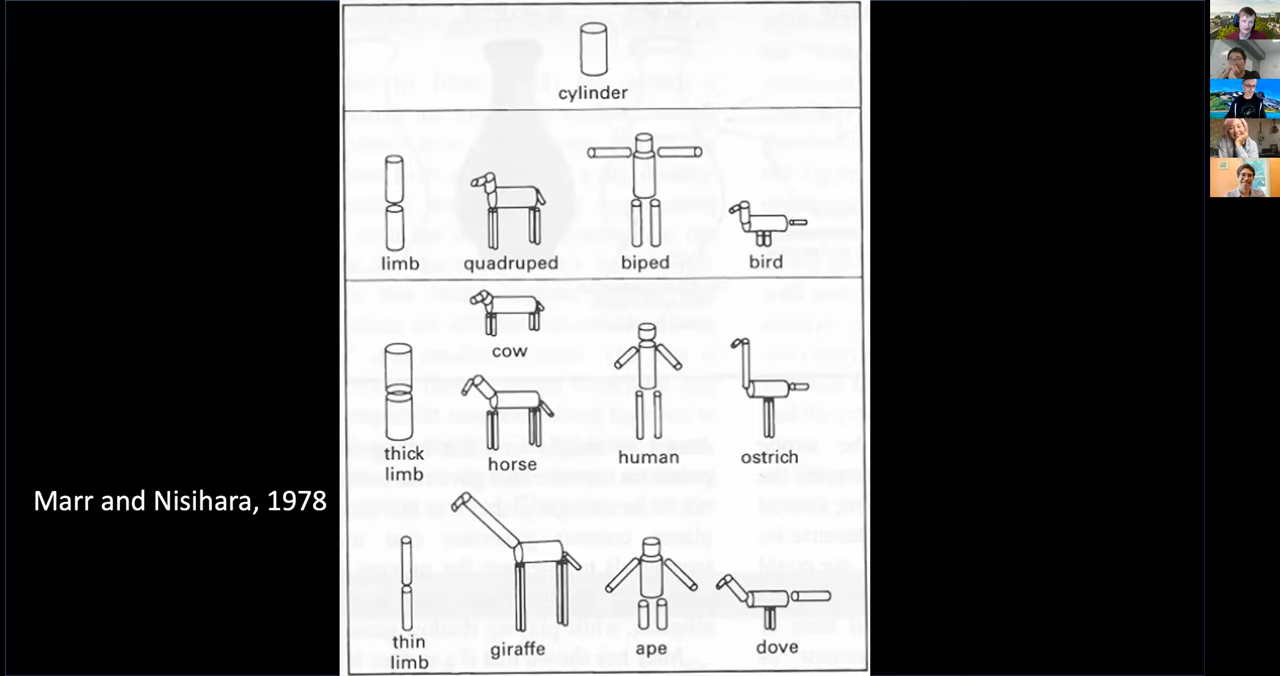 cylinder
limb
quadruped
biped
bird
cow
thick
limb
horse
human
ostrich
Marr and Nisihara, 1978
thin
limb
giraffe
ape
dove